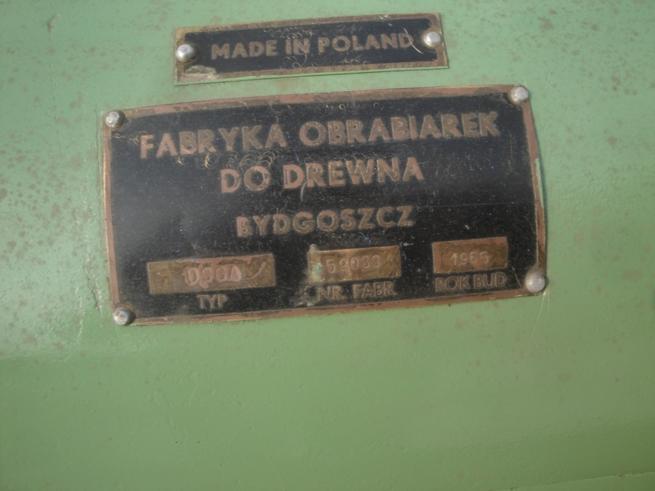 MADE IN POLAND
FABRYKA OBRABIAREK
DO DREWNA
BYDGOSZCZ
TYP NR. FABR. ROK BUD